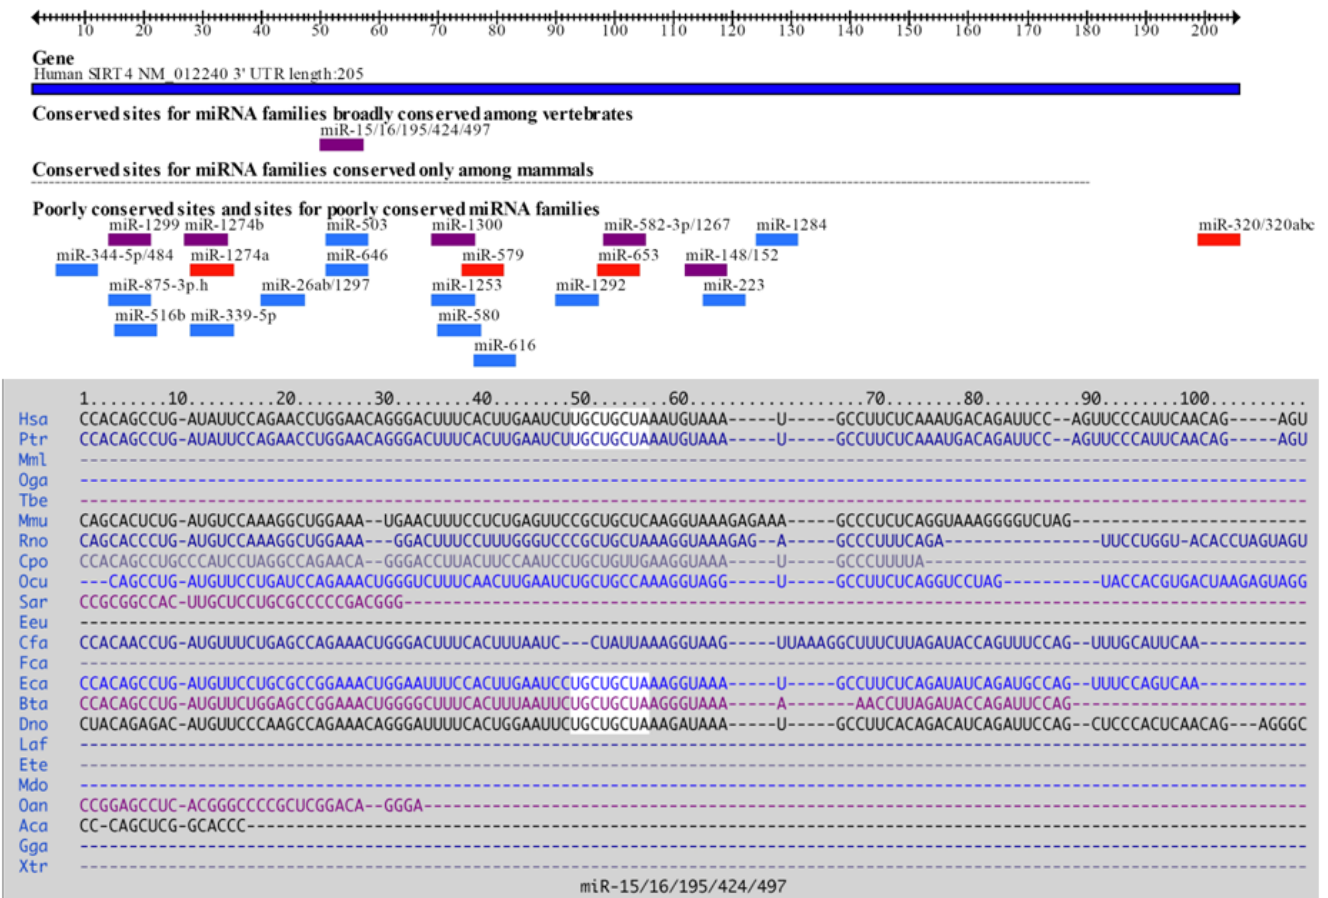 10 20 30 40 50 60 70 80 90 100 110 120 130 140 150 160 170 180 190 200
Gene
Human SIRT4 NM_012240 3' UTR length:205
Conserved sites for miRNA families broadly conserved among vertebrates
miR-15/16/195/424/497
Conserved sites for miRNA families conserved only among mammals
Poorly conserved sites and sites for poorly conserved miRNA families
miR-1299 miR-1274b miR-503 miR-1300 miR-582-3p/1267 miR-1284 miR-320/320abc
miR-344-5p/484 miR-1274a miR-646 miR-579 miR-653 miR-148/152
miR-875-3p.h miR-26ab/1297 miR-1253 miR-1292 miR-223
miR-516b miR-339-5p miR-580
miR-616
1........10........20........30........40........50........60..................70........80........90........100..........
Hsa CCACAGCCUG-AUAUUCCAGAACCUGGAACAGGGACUUUCACUUGAAUCUUGCUGCUAAAUGUAAA-----U-----GCCUUCUCAAAUGACAGAUUCC--AGUUCCCAUUCAACAG-----AGU
Ptr CCACAGCCUG-AUAUUCCAGAACCUGGAACAGGGACUUUCACUUGAAUCUUGCUGCUAAAUGUAAA-----U-----GCCUUCUCAAAUGACAGAUUCC--AGUUCCCAUUCAACAG-----AGU
Mml -----------------------------------------------------------------------------------------------------------------------------
Oga -----------------------------------------------------------------------------------------------------------------------------
Tbe -----------------------------------------------------------------------------------------------------------------------------
Mmu CAGCACUCUG-AUGUCCAAAGGCUGGAAA--UGAACUUUCCUCUGAGUUCCGCUGCUCAAGGUAAAGAGAAA-----GCCCUCUCAGGUAAAGGGGUCUAG------------------------
Rno CAGCACCCUG-AUGUCCAAAGGCUGGAAA---GGACUUUCCUUUGGGUCCCGCUGCUAAAGGUAAAGAG--A-----GCCCUUUCAGA----------------UUCCUGGU-ACACCUAGUAGU
Cpo CCACAGCCUGCCCAUCCUAGGCCAGAACA--GGGACCUUACUUCCAAUCCUGCUGUUGAAGGUAAA-----U-----GCCCUUUUA---------------------------------------
Ocu ---CAGCCUG-AUGUUCCUGAUCCAGAAACUGGGUCUUUCAACUUGAAUCUGCUGCCAAAGGUAGG-----U-----GCCUUCUCAGGUCCUAG----------UACCACGUGACUAAGAGUAGG
Sar CCGCGGCCAC-UUGCUCCUGCGCCCCCGACGGG--------------------------------------------------------------------------------------------
Eeu -----------------------------------------------------------------------------------------------------------------------------
Cfa CCACAACCUG-AUGUUUCUGAGCCAGAAACUGGGACUUUCACUUUAAUC---CUAUUAAAGGUAAG-----UUAAAGGCUUUCUUAGAUACCAGUUUCCAG--UUUGCAUUCAA-----------
Fca -----------------------------------------------------------------------------------------------------------------------------
Eca CCACAGCCUG-AUGUUCCUGCGCCGGAAACUGGAAUUUCCACUUGAAUCCUGCUGCUAAAGGUAAA-----U-----GCCUUCUCAGAUAUCAGAUGCCAG--UUUCCAGUCAA-----------
Bta CCACAGCCUG-AUGUUCUGGAGCCGGAAACUGGGGCUUUCACUUUAAUUCUGCUGCUAAGGGUAAA-----A-------AACCUUAGAUACCAGAUUCCAG------------------------
Dno CUACAGAGAC-AUGUUCCCAAGCCAGAAACAGGGAUUUUCACUGGAAUUCUGCUGCUAAAGAUAAA-----U-----GCCUUCACAGACAUCAGAUUCCAG--CUCCCACUCAACAG---AGGGC
Laf -----------------------------------------------------------------------------------------------------------------------------
Ete -----------------------------------------------------------------------------------------------------------------------------
Mdo -----------------------------------------------------------------------------------------------------------------------------
Oan CCGGAGCCUC-ACGGGCCCCGCUCGGACA--GGGA------------------------------------------------------------------------------------------
Aca CC-CAGCUCG-GCACCC------------------------------------------------------------------------------------------------------------
Gga -----------------------------------------------------------------------------------------------------------------------------
Xtr -----------------------------------------------------------------------------------------------------------------------------
miR-15/16/195/424/497